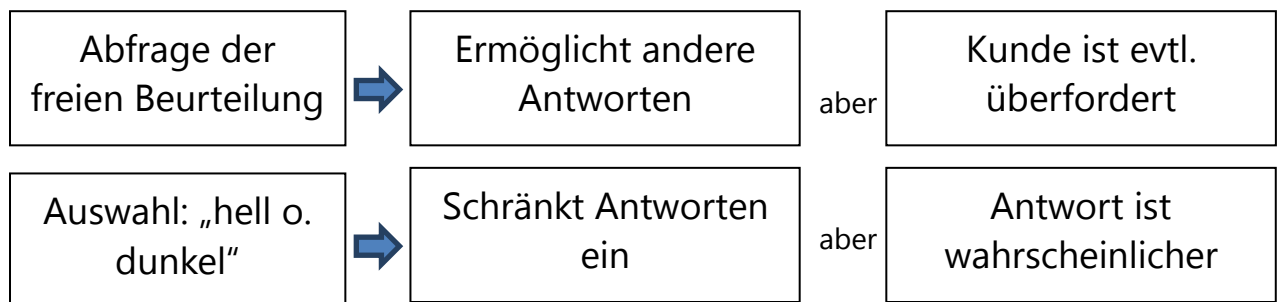 Abfrage der
freien Beurteilung
Ermöglicht andere
Antworten
aber
Kunde ist evtl.
überfordert
Auswahl: „hell o.
dunkel“
Schränkt Antworten
ein
aber
Antwort ist
wahrscheinlicher